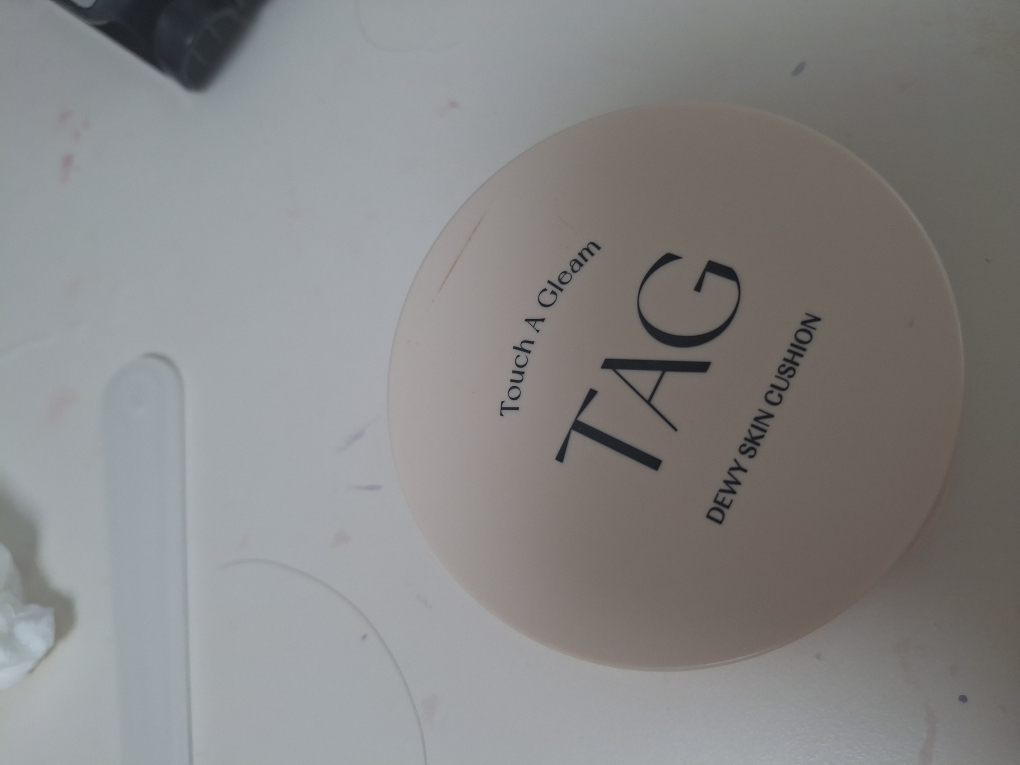 Touch A Gleam
TAG
DEWY SKIN CUSHION